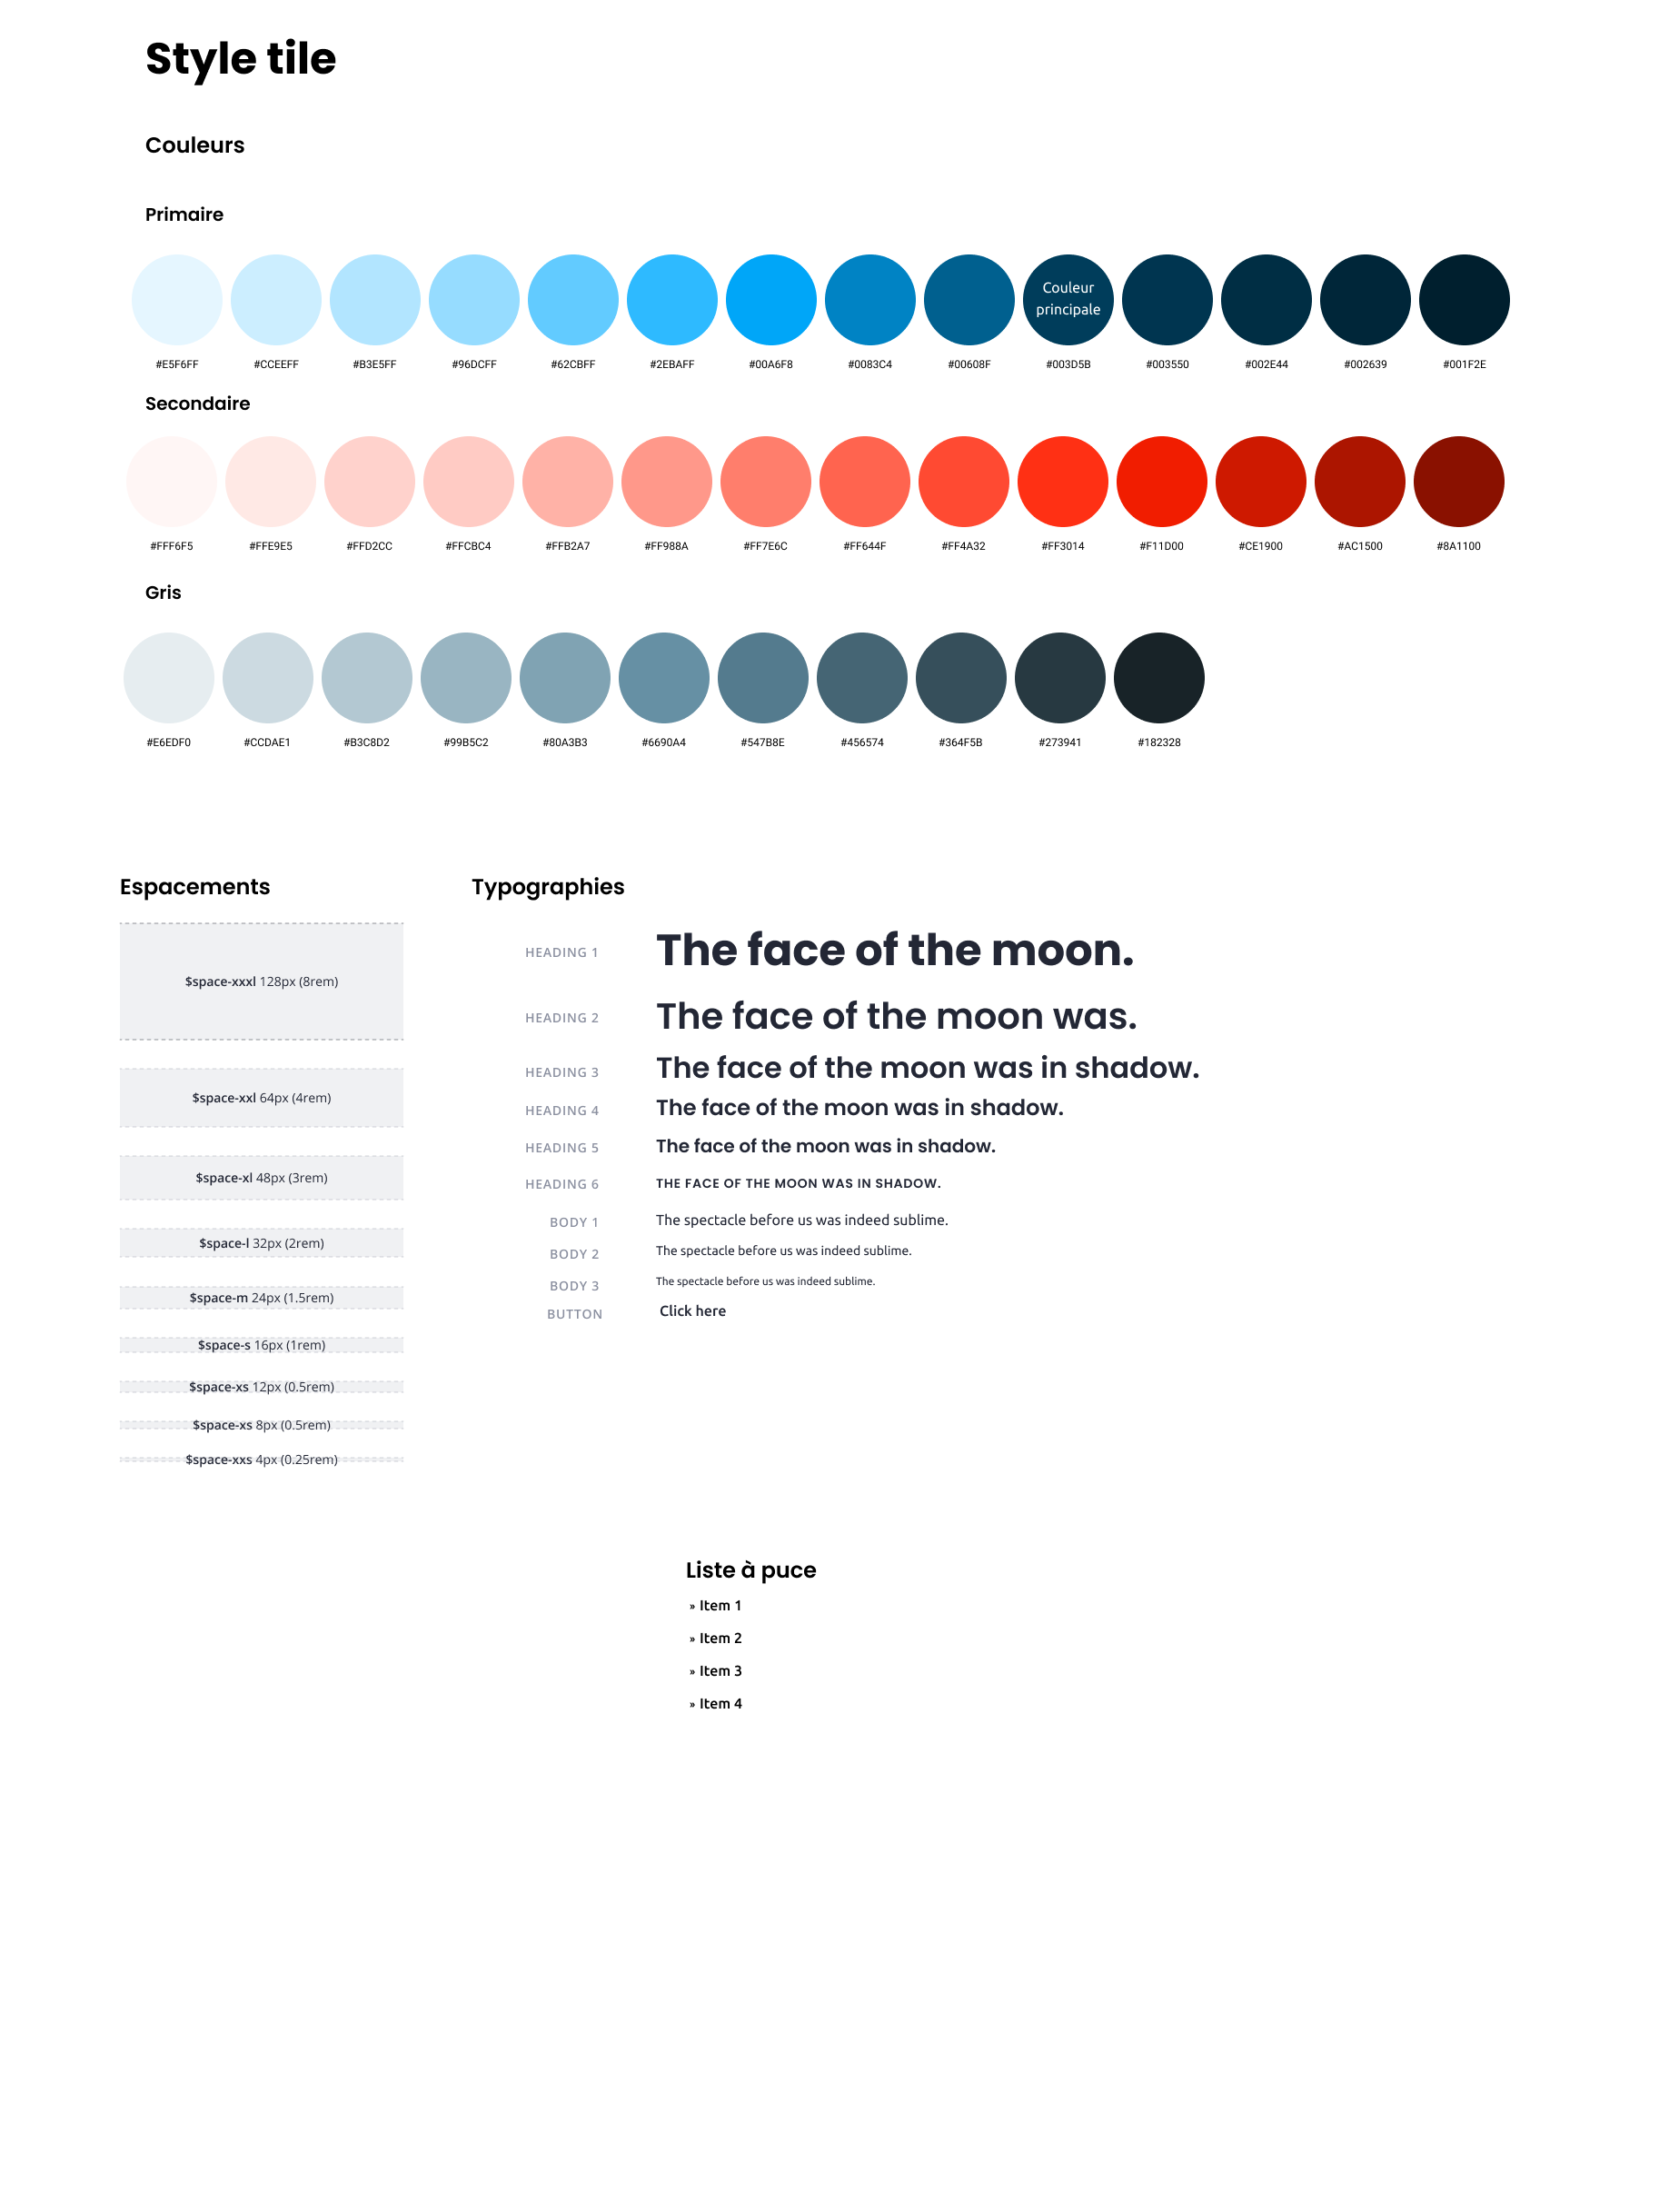 Style tile
Couleurs
Primaire
Couleur
principale
#E5F6FF #CCEEFF #B3E5FF #96DCFF #62CBFF #2EBAFF #00A6F8 #0083C4 #00608F #003D5B #003550 #002E44 #002639 #001F2E
Secondaire
#FFF6F5 #FFE9E5 #FFD2CC #FFCBC4 #FFB2A7 #FF988A #FF7E6C #FF644F #FF4A32 #FF3014 #F11D00 #CE1900 #AC1500 #8A1100
Gris
#E6EDF0 #CCDAE1 #B3C8D2 #99B5C2 #80A3B3 #6690A4 #547B8E #456574 #364F5B #273941 #182328
Espacements
$space-xxxl 128px (8rem)
$space-xxl 64px (4rem)
$space-xl 48px (3rem)
$space-l 32px (2rem)
$space-m 24px (1.5rem)
$space-s 16px (1rem)
$space-xs 12px (0.5rem)
$space-xs 8px (0.5rem)
$space-xxs 4px (0.25rem)
Typographies
HEADING 1 The face of the moon.
HEADING 2 The face of the moon was.
HEADING 3 The face of the moon was in shadow.
HEADING 4 The face of the moon was in shadow.
HEADING 5 The face of the moon was in shadow.
HEADING 6 THE FACE OF THE MOON WAS IN SHADOW.
BODY 1 The spectacle before us was indeed sublime.
BODY 2 The spectacle before us was indeed sublime.
BODY 3 The spectacle before us was indeed sublime.
BUTTON Click here
Liste à puce
» Item 1
» Item 2
» Item 3
» Item 4